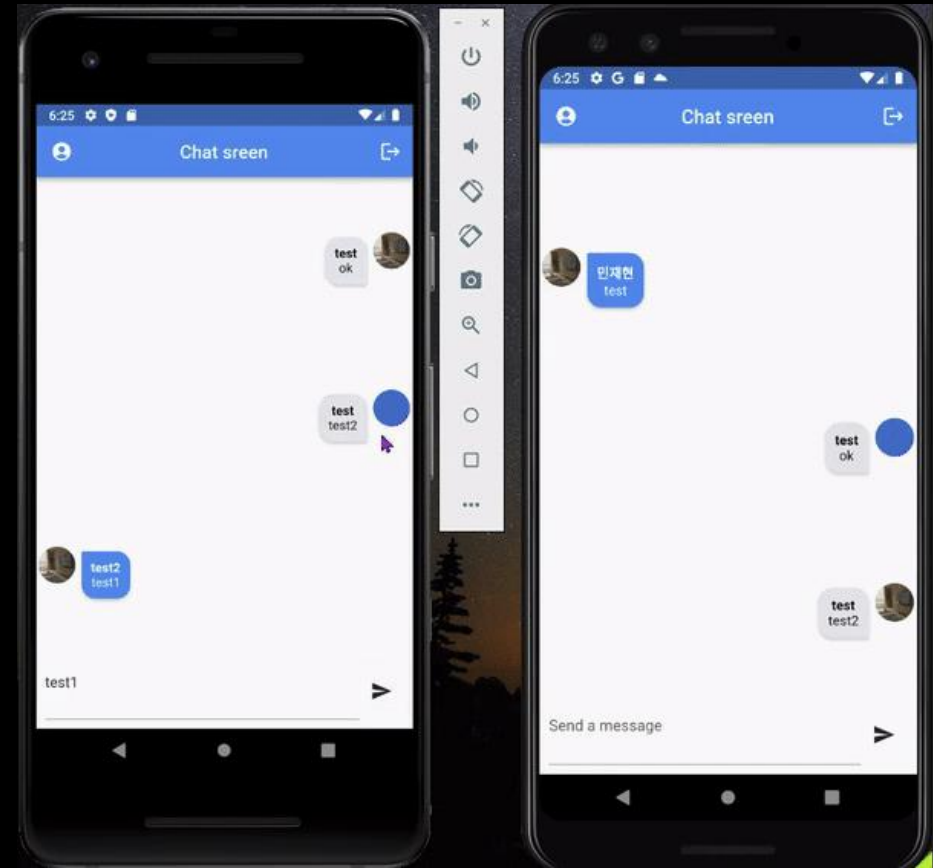 6:25
Chat sreen
test
ok
test
test2
test2
test1
test1
6:25 G
Chat sreen
민재현
test
test
ok
test
test2
Send a message